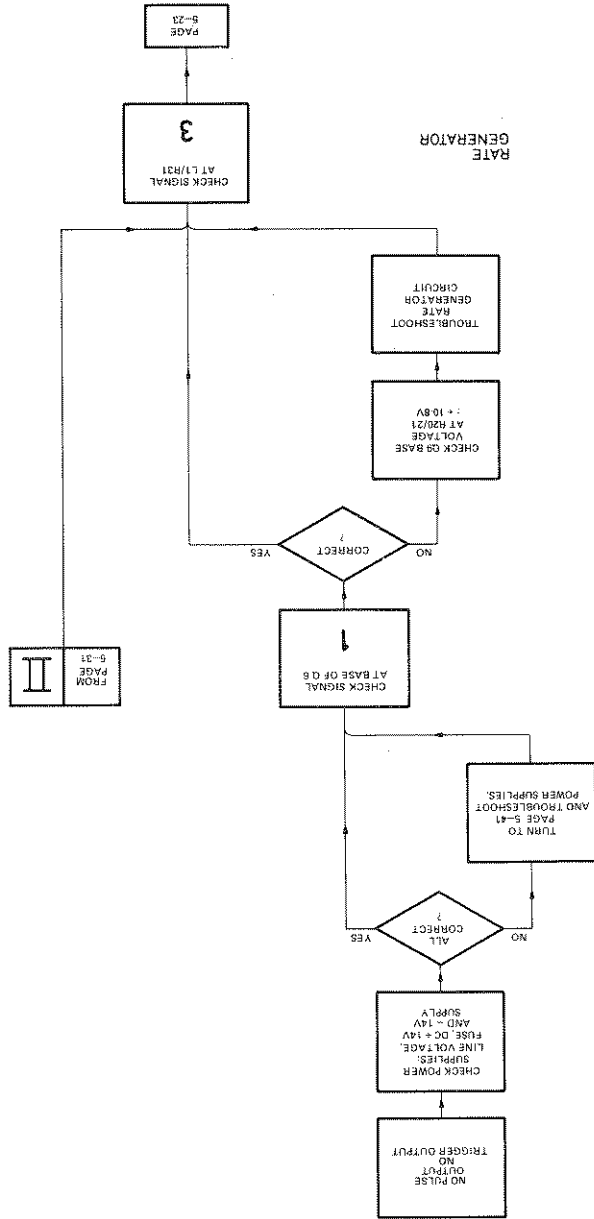 NO PULSE
OUTPUT
NO
TRIGGER OUTPUT
CHECK POWER
SUPPLIES:
LINE VOLTAGE,
FUSE, DC + 14V
AND – 14V
SUPPLY
ALL
CORRECT
?
NO
YES
TURN TO
PAGE 5–41
AND TROUBLESHOOT
POWER SUPPLIES.
CHECK SIGNAL
AT BASE OF Q 6
1
FROM
PAGE
5–31
II
CORRECT
?
NO
YES
CHECK Q9 BASE
VOLTAGE
AT R20/21
: + 10·8V
TROUBLESHOOT
RATE
GENERATOR
CIRCUIT
RATE
GENERATOR
CHECK SIGNAL
AT L1/R31
3
PAGE
5–23